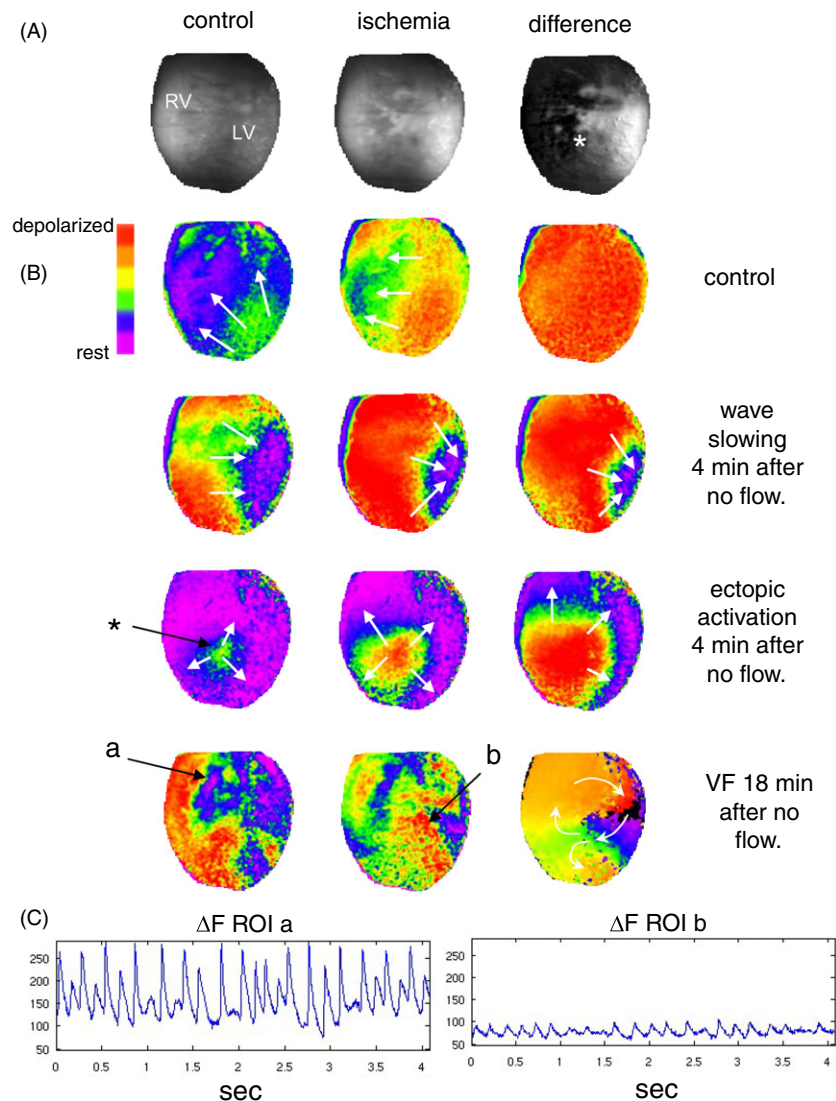 (A)
control
ischemia
difference
RV
LV
*
depolarized
(B)
rest
control
wave
slowing
4 min after
no flow.
*
ectopic
activation
4 min after
no flow.
a
b
VF 18 min
after no
flow.
(C)
ΔF ROI a
ΔF ROI b
250
200
150
100
50
0
0.5
1
1.5
2
2.5
3
3.5
4
sec
250
200
150
100
50
0
0.5
1
1.5
2
2.5
3
3.5
4
sec